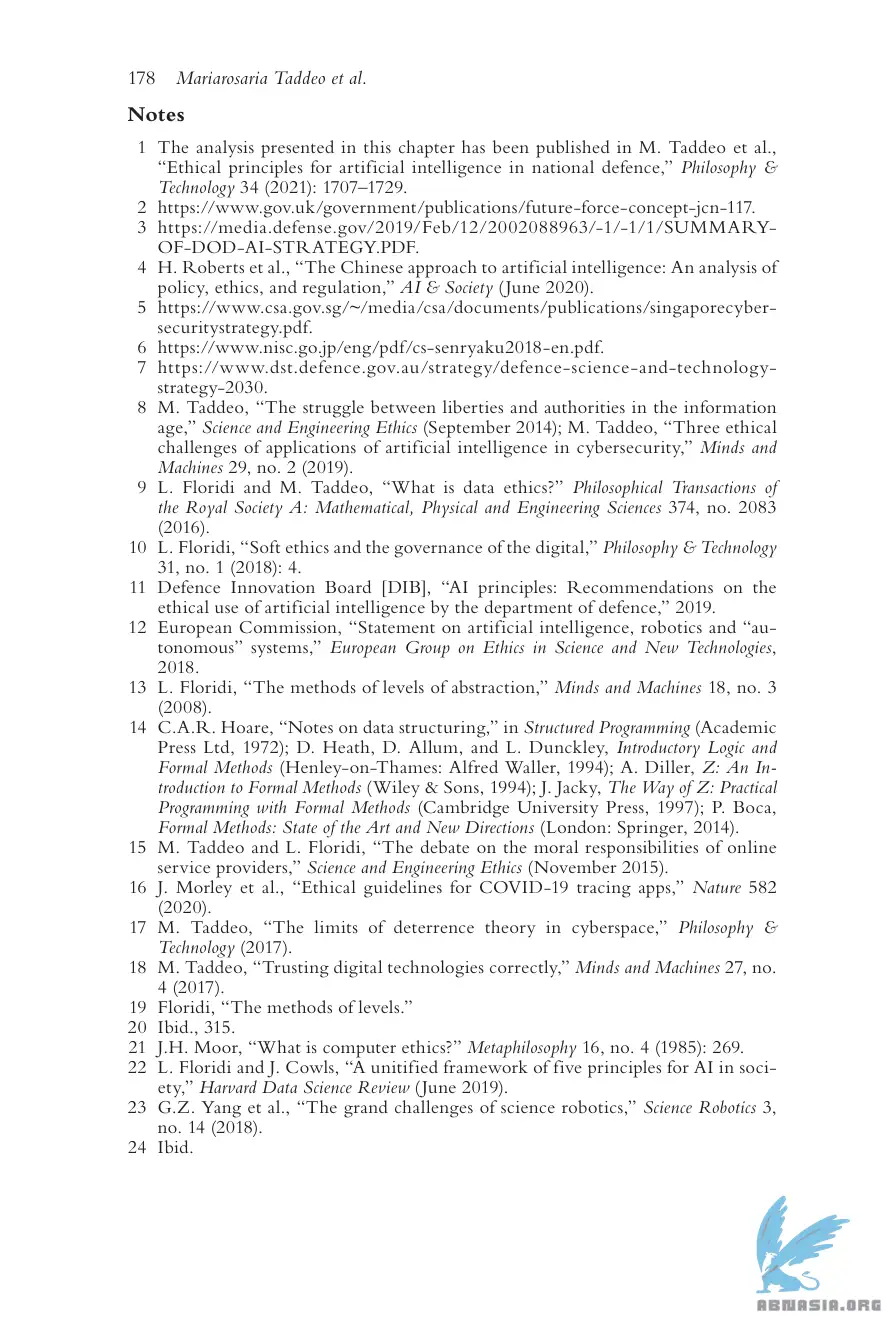 178 Mariarosaria Taddeo et al.
Notes
1 The analysis presented in this chapter has been published in M. Taddeo et al.,
“Ethical principles for artificial intelligence in national defence,” Philosophy &
Technology 34 (2021): 1707–1729.
2 https://www.gov.uk/government/publications/future-force-concept-jcn-117.
3 https://media.defense.gov/2019/Feb/12/2002088963/-1/-1/1/SUMMARY-
OF-DOD-AI-STRATEGY.PDF.
4 H. Roberts et al., “The Chinese approach to artificial intelligence: An analysis of
policy, ethics, and regulation,” AI & Society (June 2020).
5 https://www.csa.gov.sg/~/media/csa/documents/publications/singaporecyber-
securitystrategy.pdf.
6 https://www.nisc.go.jp/eng/pdf/cs-senryaku2018-en.pdf.
7 https://www.dst.defence.gov.au/strategy/defence-science-and-technology-
strategy-2030.
8 M. Taddeo, “The struggle between liberties and authorities in the information
age,” Science and Engineering Ethics (September 2014); M. Taddeo, “Three ethical
challenges of applications of artificial intelligence in cybersecurity,” Minds and
Machines 29, no. 2 (2019).
9 L. Floridi and M. Taddeo, “What is data ethics?” Philosophical Transactions of
the Royal Society A: Mathematical, Physical and Engineering Sciences 374, no. 2083
(2016).
10 L. Floridi, “Soft ethics and the governance of the digital,” Philosophy & Technology
31, no. 1 (2018): 4.
11 Defence Innovation Board [DIB], “AI principles: Recommendations on the
ethical use of artificial intelligence by the department of defence,” 2019.
12 European Commission, “Statement on artificial intelligence, robotics and “au-
tonomous” systems,” European Group on Ethics in Science and New Technologies,
2018.
13 L. Floridi, “The methods of levels of abstraction,” Minds and Machines 18, no. 3
(2008).
14 C.A.R. Hoare, “Notes on data structuring,” in Structured Programming (Academic
Press Ltd, 1972); D. Heath, D. Allum, and L. Dunckley, Introductory Logic and
Formal Methods (Henley-on-Thames: Alfred Waller, 1994); A. Diller, Z: An In-
troduction to Formal Methods (Wiley & Sons, 1994); J. Jacky, The Way of Z: Practical
Programming with Formal Methods (Cambridge University Press, 1997); P. Boca,
Formal Methods: State of the Art and New Directions (London: Springer, 2014).
15 M. Taddeo and L. Floridi, “The debate on the moral responsibilities of online
service providers,” Science and Engineering Ethics (November 2015).
16 J. Morley et al., “Ethical guidelines for COVID-19 tracing apps,” Nature 582
(2020).
17 M. Taddeo, “The limits of deterrence theory in cyberspace,” Philosophy &
Technology (2017).
18 M. Taddeo, “Trusting digital technologies correctly,” Minds and Machines 27, no.
4 (2017).
19 Floridi, “The methods of levels.”
20 Ibid., 315.
21 J.H. Moor, “What is computer ethics?” Metaphilosophy 16, no. 4 (1985): 269.
22 L. Floridi and J. Cowls, “A unitified framework of five principles for AI in soci-
ety,” Harvard Data Science Review (June 2019).
23 G.Z. Yang et al., “The grand challenges of science robotics,” Science Robotics 3,
no. 14 (2018).
24 Ibid.
ABNASIA.ORG